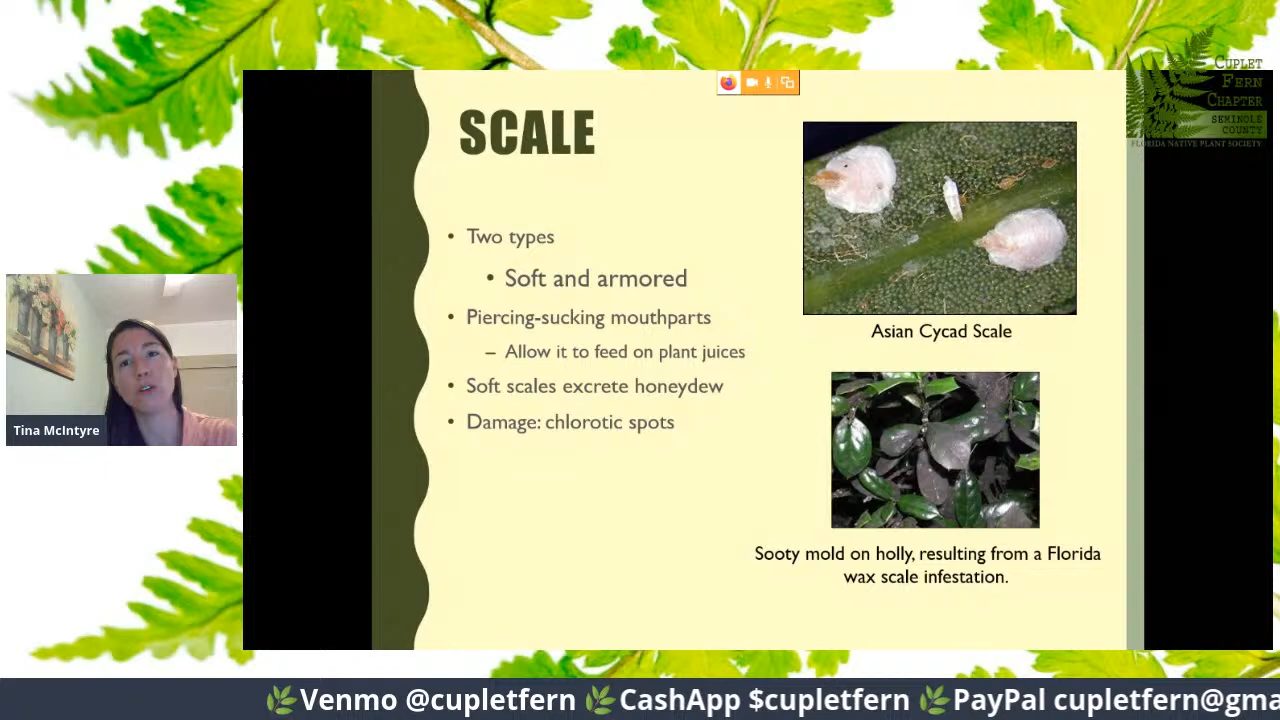 CUPLET
FERN
CHAPTER
SEMINOLE
COUNTY
FLORIDA NATIVE PLANT SOCIETY
SCALE
• Two types
• Soft and armored
• Piercing-sucking mouthparts
– Allow it to feed on plant juices
• Soft scales excrete honeydew
• Damage: chlorotic spots
Asian Cycad Scale
Sooty mold on holly, resulting from a Florida
wax scale infestation.
Tina McIntyre
Venmo @cupletfern CashApp $cupletfern PayPal cupletfern@gma